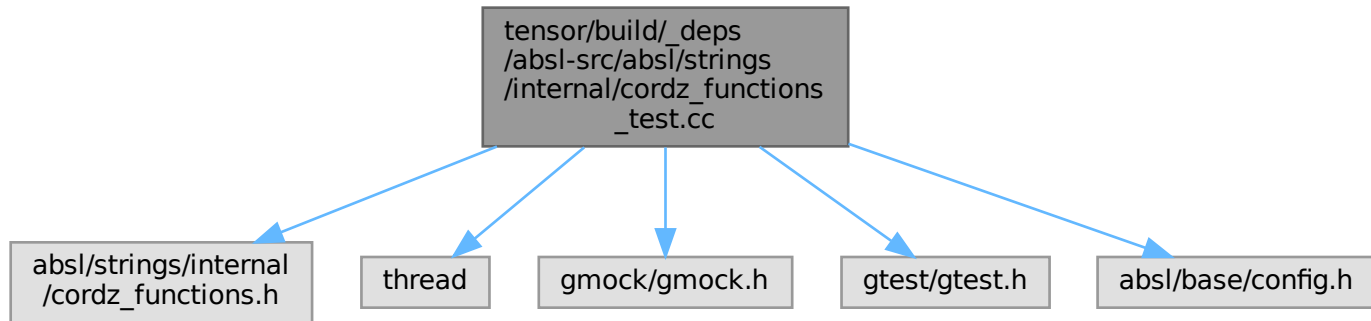 tensor/build/_deps
/absl-src/absl/strings
/internal/cordz_functions
_test.cc
absl/strings/internal
/cordz_functions.h
thread
gmock/gmock.h
gtest/gtest.h
absl/base/config.h